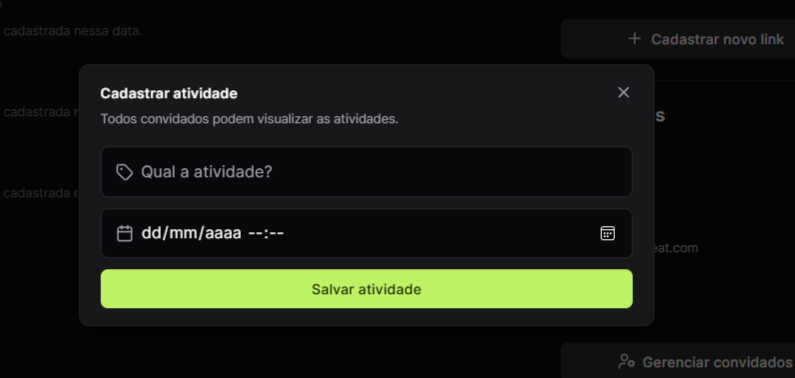 cadastrada nessa data.
Cadastrar novo link
Cadastrar atividade
Todos convidados podem visualizar as atividades.
cadastrada
Qual a atividade?
cadastrada
dd/mm/aaaa --:--
eat.com
Salvar atividade
Gerenciar convidados